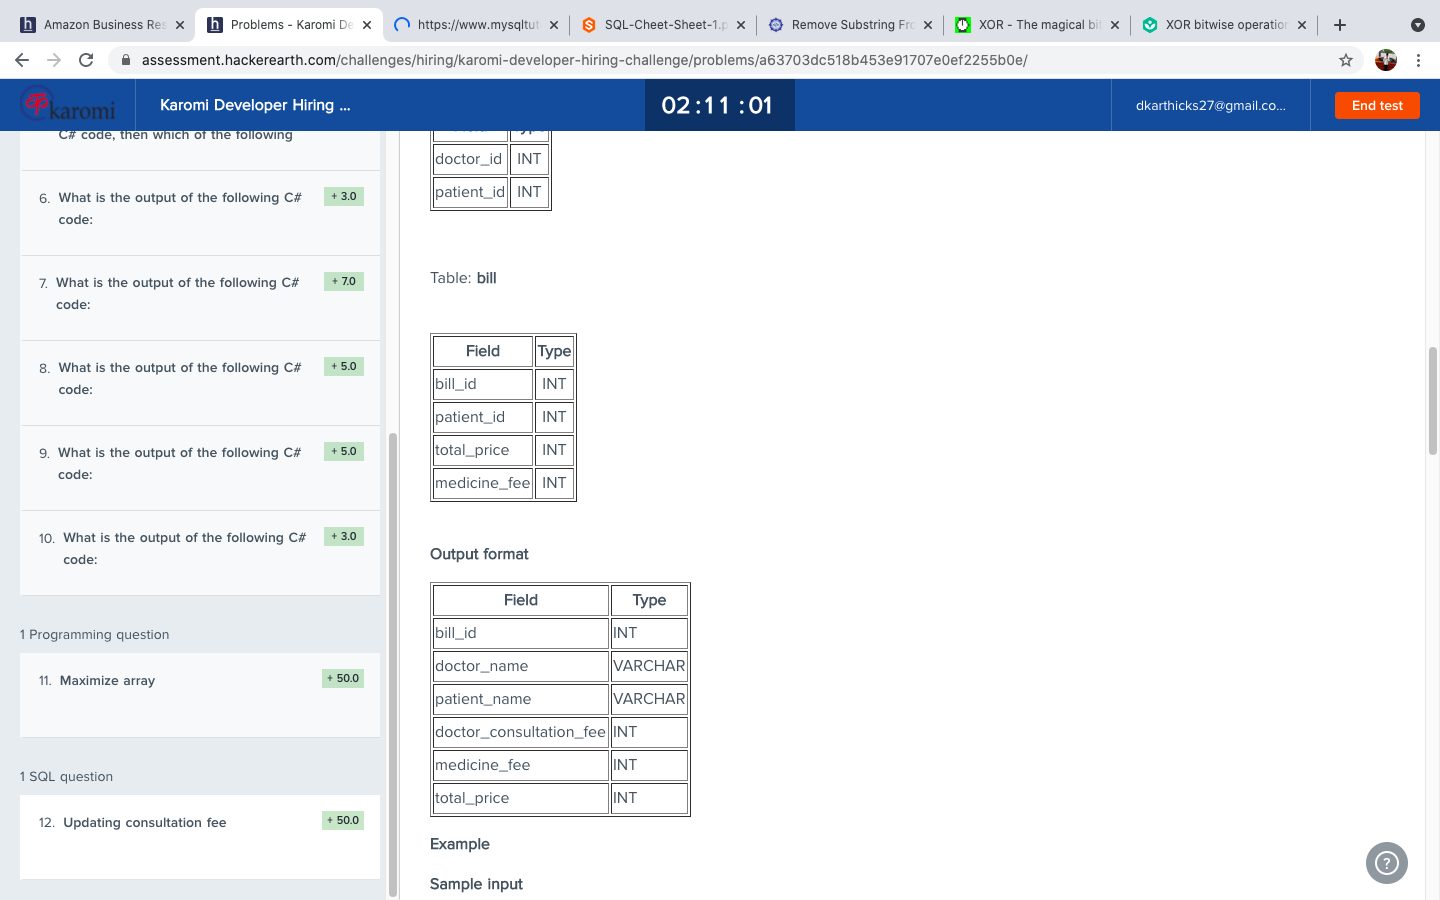 Amazon Business Res
Problems - Karomi De
https://www.mysqltut
SQL-Cheet-Sheet-1.p
Remove Substring Fro
XOR - The magical bit
XOR bitwise operation
assessment.hackerearth.com/challenges/hiring/karomi-developer-hiring-challenge/problems/a63703dc518b453e91707e0ef2255b0e/
karomi
Karomi Developer Hiring ...
02:11:01
dkarthicks27@gmail.co...
End test
C# code, then which of the following
6. What is the output of the following C# + 3.0
code:
7. What is the output of the following C# + 7.0
code:
8. What is the output of the following C# + 5.0
code:
9. What is the output of the following C# + 5.0
code:
10. What is the output of the following C# + 3.0
code:
1 Programming question
11. Maximize array + 50.0
1 SQL question
12. Updating consultation fee + 50.0
doctor_id INT
patient_id INT
Table: bill
Field Type
bill_id INT
patient_id INT
total_price INT
medicine_fee INT
Output format
Field Type
bill_id INT
doctor_name VARCHAR
patient_name VARCHAR
doctor_consultation_fee INT
medicine_fee INT
total_price INT
Example
Sample input
?